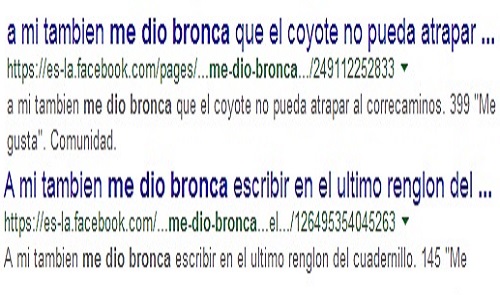 a mi tambien me dio bronca que el coyote no pueda atrapar ...
https://es-la.facebook.com/pages/...me-dio-bronca.../249112252833 ▼
a mi tambien me dio bronca que el coyote no pueda atrapar al correcaminos. 399 "Me
gusta". Comunidad.
A mi tambien me dio bronca escribir en el ultimo renglon del ...
https://es-la.facebook.com/...me-dio-bronca...el.../126495354045263 ▼
A mi tambien me dio bronca escribir en el ultimo renglon del cuadernillo. 145 "Me